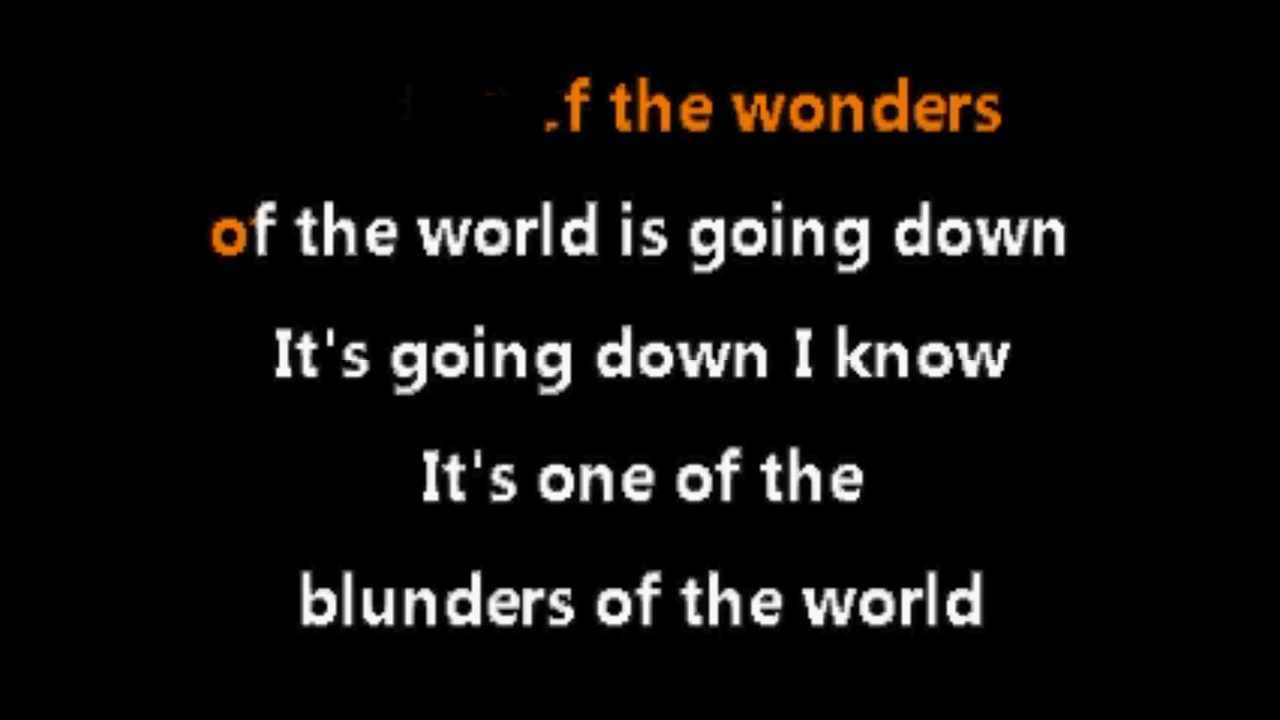 f the wonders
of the world is going down
It's going down I know
It's one of the
blunders of the world